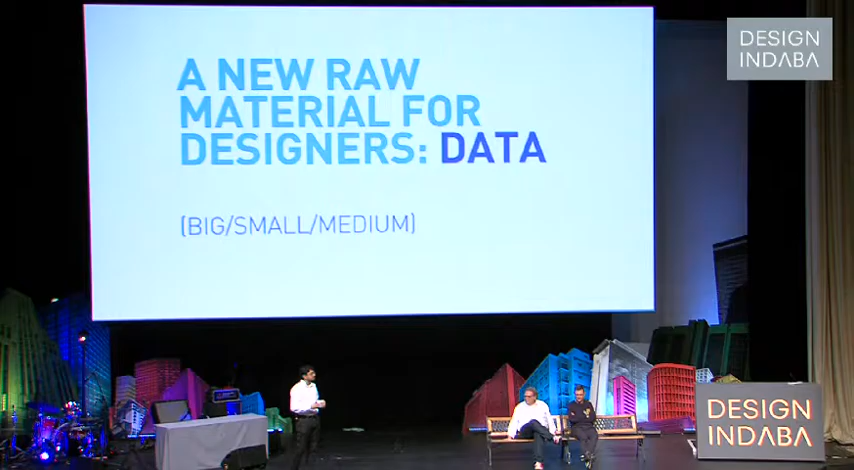 A NEW RAW
MATERIAL FOR
DESIGNERS: DATA
(BIG/SMALL/MEDIUM)
DESIGN
INDABA
DESIGN
INDABA